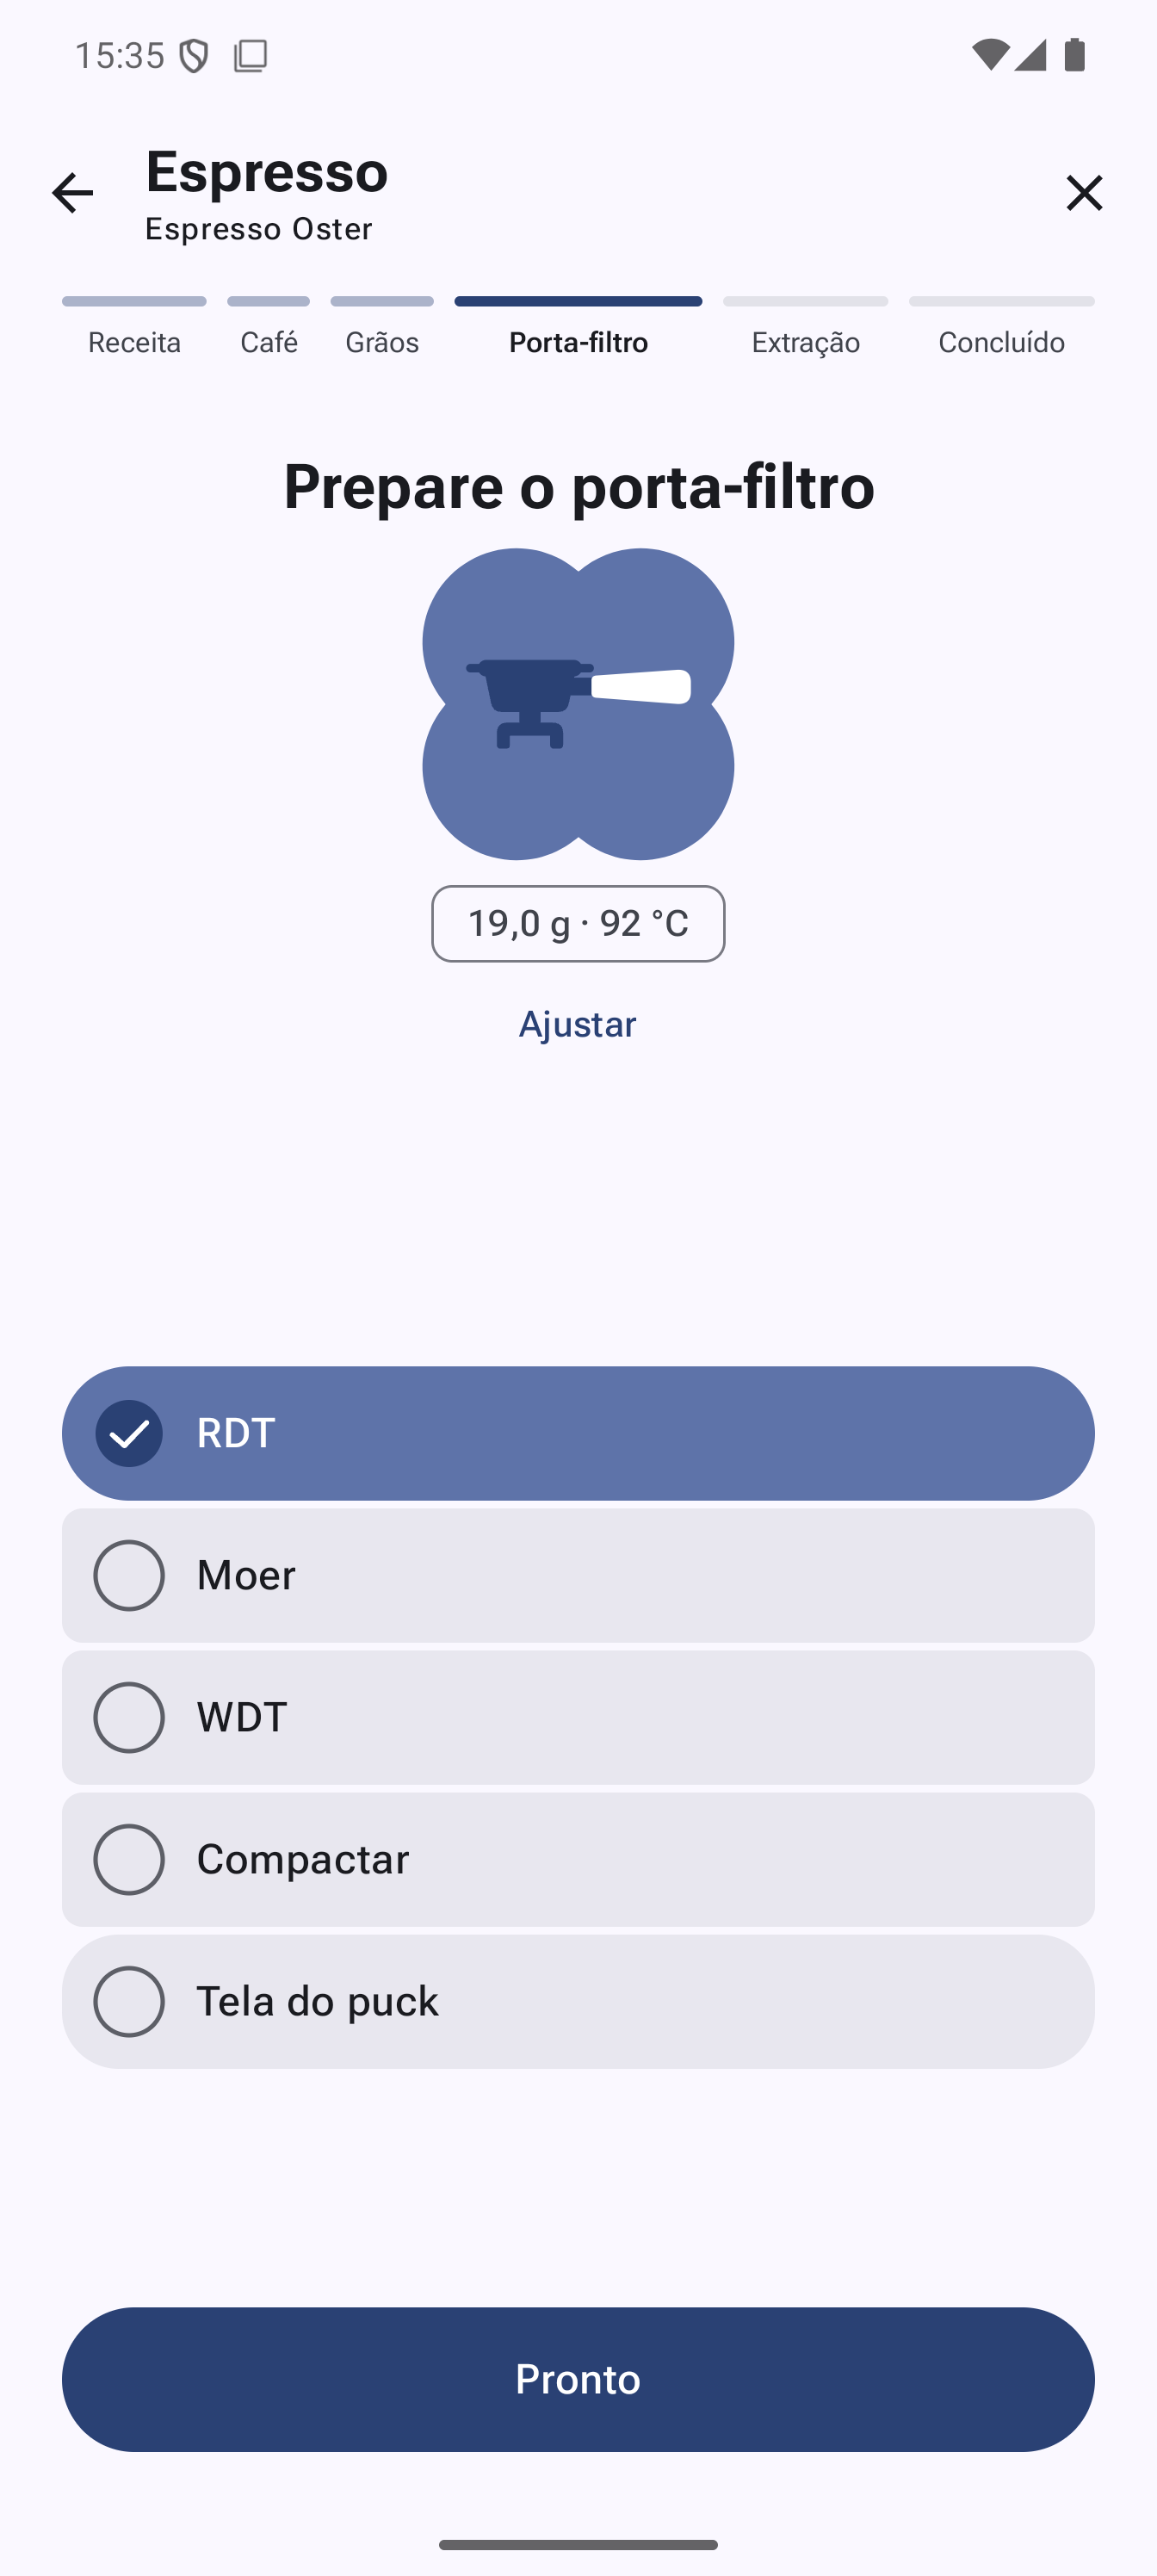 15:35
Espresso
Espresso Oster
Receita
Café
Grãos
Porta-filtro
Extração
Concluído
Prepare o porta-filtro
19,0 g · 92 °C
Ajustar
RDT
Moer
WDT
Compactar
Tela do puck
Pronto